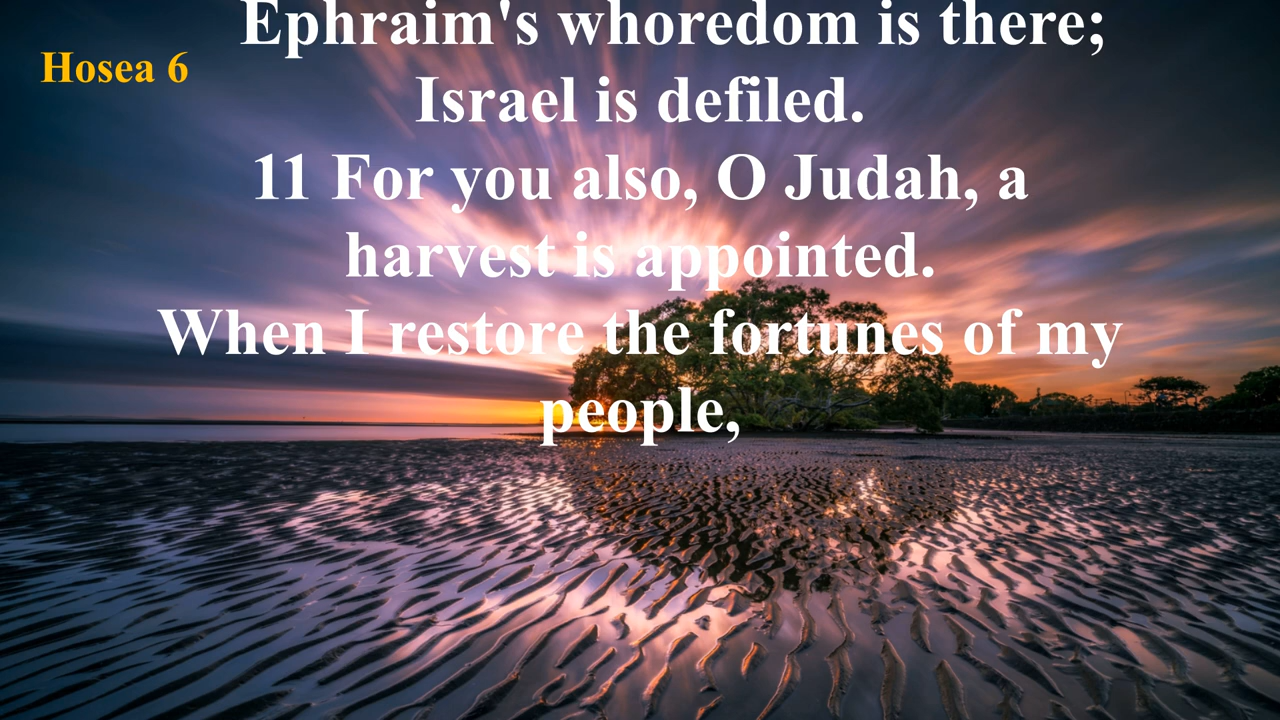 Ephraim's whoredom is there;
Hosea 6
Israel is defiled.
11 For you also, O Judah, a
harvest is appointed.
When I restore the fortunes of my
people,